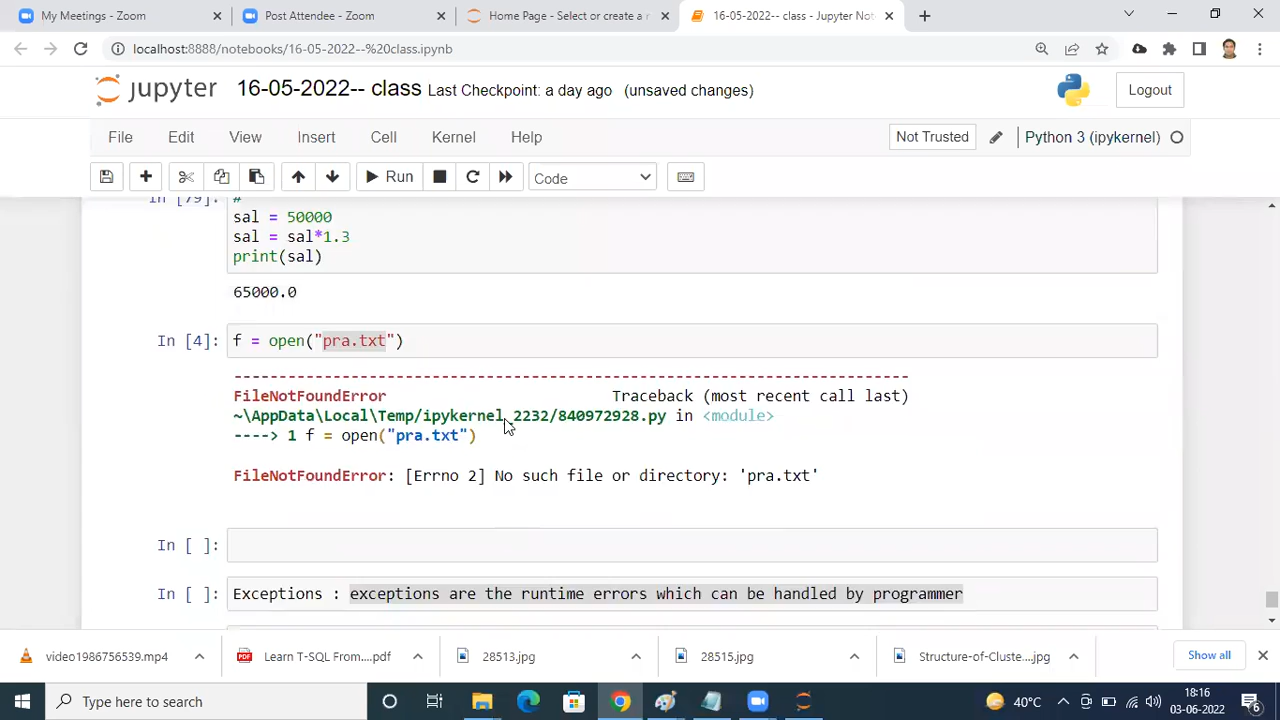 My Meetings - Zoom
Post Attendee - Zoom
Home Page - Select or create a n
16-05-2022-- class - Jupyter Not
localhost:8888/notebooks/16-05-2022--%20class.ipynb
jupyter 16-05-2022-- class Last Checkpoint: a day ago (unsaved changes)
Logout
File Edit View Insert Cell Kernel Help
Not Trusted
Python 3 (ipykernel)
Run
Code
In [79]: #
sal = 50000
sal = sal*1.3
print(sal)
65000.0
In [4]: f = open("pra.txt")
---------------------------------------------------------------------------
FileNotFoundError Traceback (most recent call last)
~\AppData\Local\Temp/ipykernel_2232/840972928.py in <module>
----> 1 f = open("pra.txt")
FileNotFoundError: [Errno 2] No such file or directory: 'pra.txt'
In [ ]:
In [ ]: Exceptions : exceptions are the runtime errors which can be handled by programmer
video1986756539.mp4
Learn T-SQL From....pdf
28513.jpg
28515.jpg
Structure-of-Cluste....jpg
Show all
Type here to search
40°C
18:16
03-06-2022
6